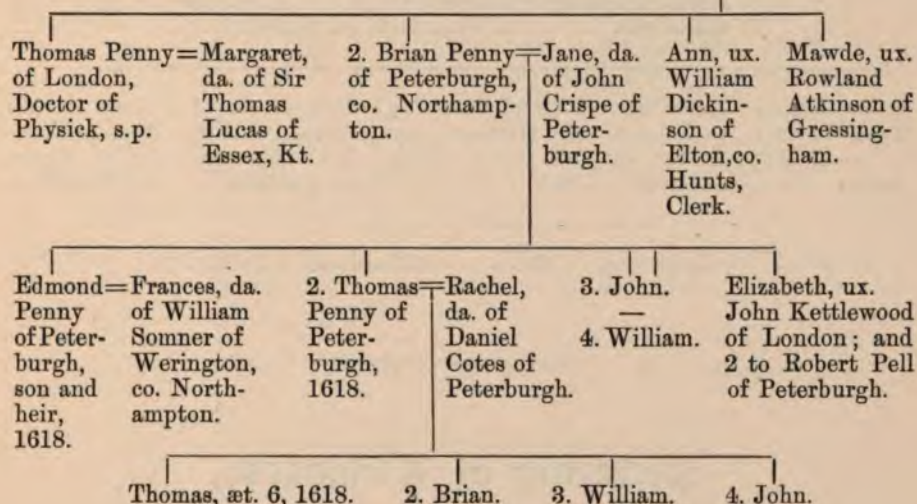 Thomas Penny=
of London,
Doctor of
Physick, s.p.
Margaret,
da. of Sir
Thomas
Lucas of
Essex, Kt.
2. Brian Penny=
of Peterburgh,
co. Northamp-
ton.
Jane, da.
of John
Crispe of
Peter-
burgh.
Ann, ux.
William
Dickin-
son of
Elton, co.
Hunts,
Clerk.
Mawde, ux.
Rowland
Atkinson of
Gressing-
ham.
Edmond=
Penny
of Peter-
burgh,
son and
heir,
1618.
Frances, da.
of William
Somner of
Werington,
co. North-
ampton.
2. Thomas=
Penny of
Peter-
burgh,
1618.
Rachel,
da. of
Daniel
Cotes of
Peterburgh.
3. John.
—
4. William.
Elizabeth, ux.
John Kettlewood
of London; and
2 to Robert Pell
of Peterburgh.
Thomas, æt. 6, 1618. 2. Brian. 3. William. 4. John.